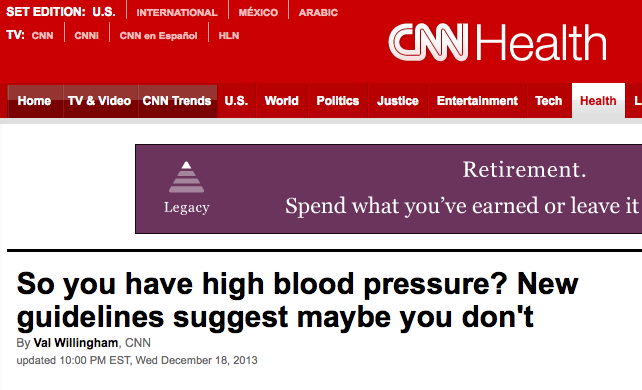 SET EDITION: U.S. INTERNATIONAL MÉXICO ARABIC
TV: CNN CNNi CNN en Español HLN
CNN Health
Home TV & Video CNN Trends U.S. World Politics Justice Entertainment Tech Health L
Retirement.
Legacy
Spend what you've earned or leave it
So you have high blood pressure? New
guidelines suggest maybe you don't
By Val Willingham, CNN
updated 10:00 PM EST, Wed December 18, 2013